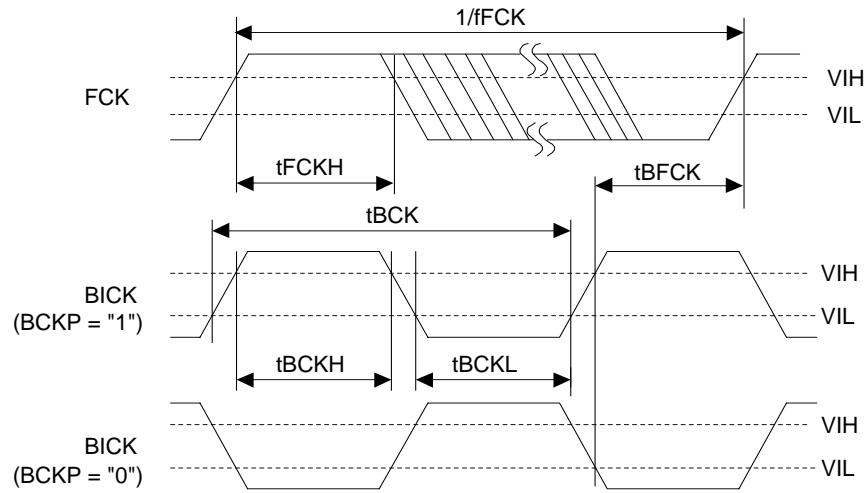 1/fFCK
FCK
VIH
VIL
tFCKH
tBFCK
tBCK
BICK
(BCKP = "1")
VIH
VIL
tBCKH
tBCKL
BICK
(BCKP = "0")
VIH
VIL